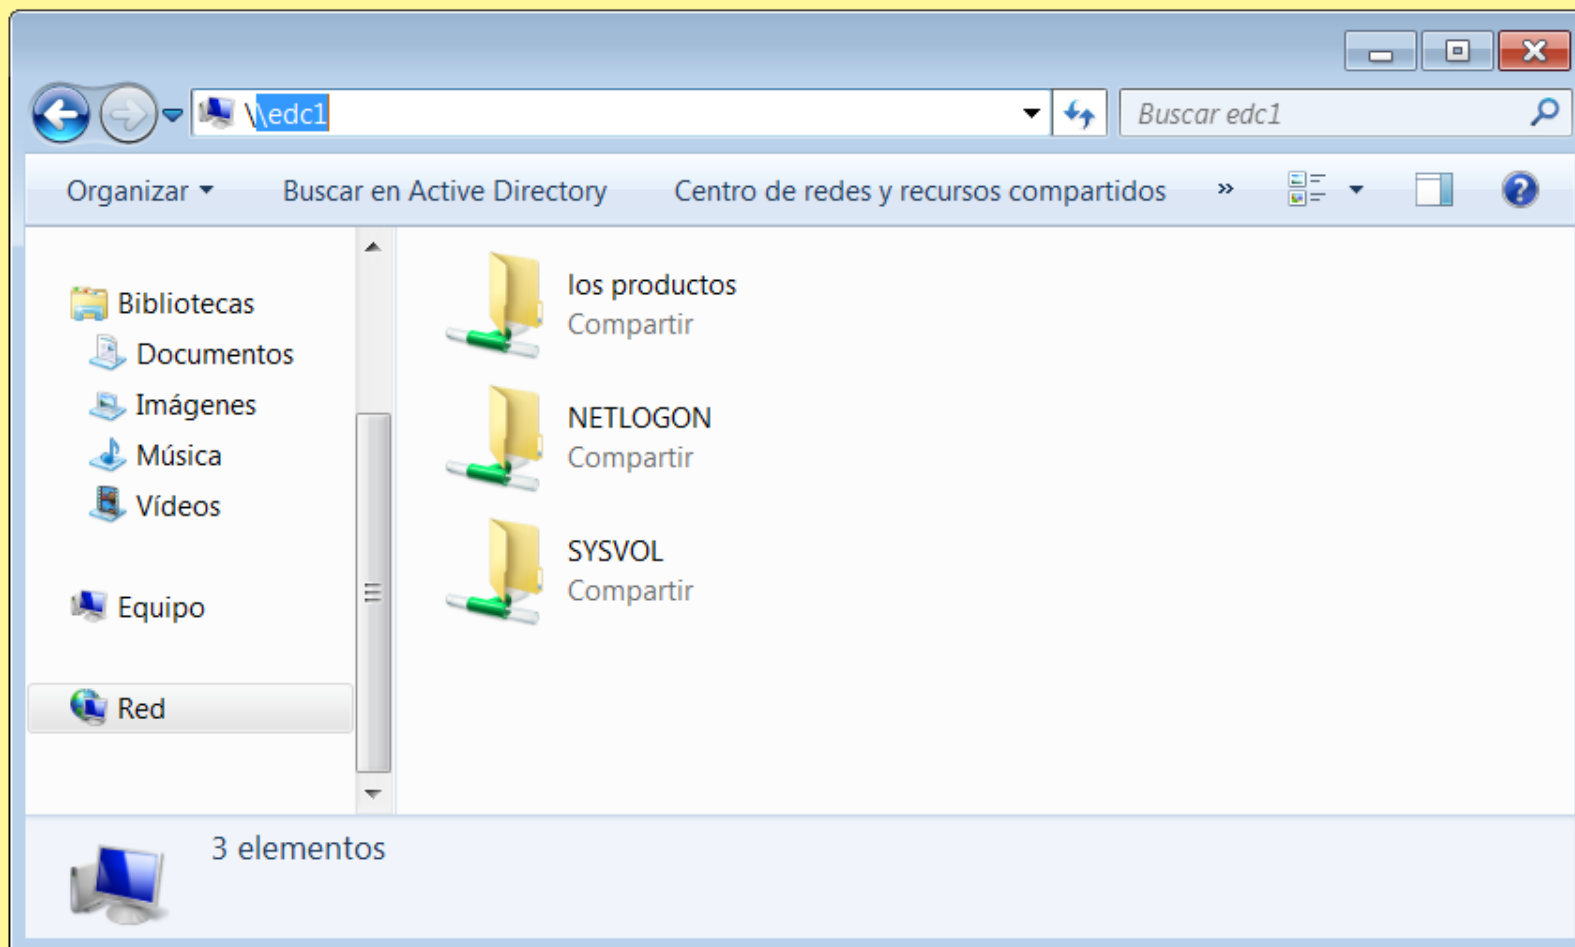 \\edc1
Buscar edc1
Organizar
Buscar en Active Directory
Centro de redes y recursos compartidos
»
Bibliotecas
Documentos
Imágenes
Música
Vídeos
Equipo
Red
los productos
Compartir
NETLOGON
Compartir
SYSVOL
Compartir
3 elementos